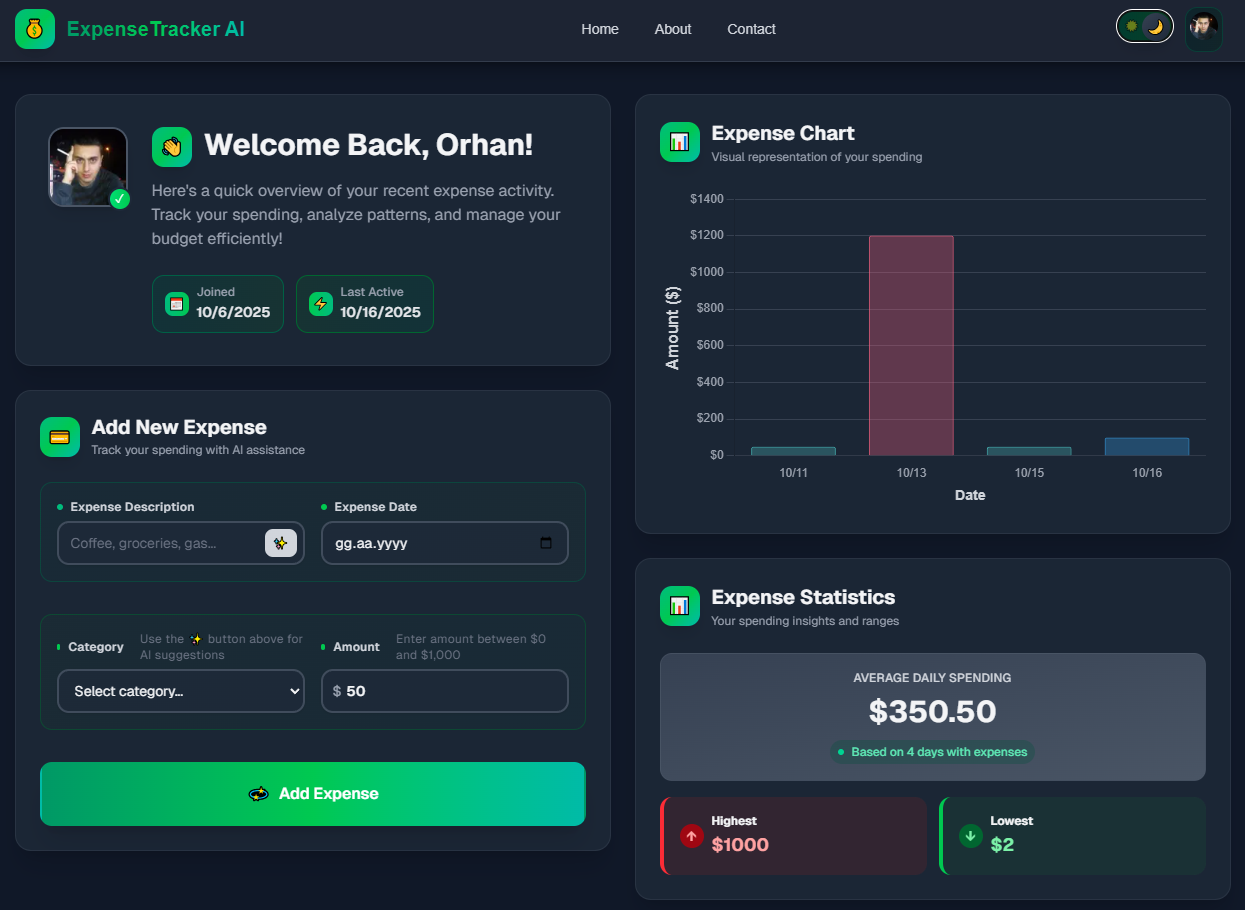 ExpenseTracker AI
Home
About
Contact
Welcome Back, Orhan!
Here's a quick overview of your recent expense activity.
Track your spending, analyze patterns, and manage your
budget efficiently!
Joined
10/6/2025
Last Active
10/16/2025
Add New Expense
Track your spending with AI assistance
Expense Description
Coffee, groceries, gas...
Expense Date
gg.aa.yyyy
Category
Use the ✨ button above for
AI suggestions
Select category...
Amount
Enter amount between $0
and $1,000
$ 50
Add Expense
Expense Chart
Visual representation of your spending
Amount ($)
$1400
$1200
$1000
$800
$600
$400
$200
$0
10/11
10/13
10/15
10/16
Date
Expense Statistics
Your spending insights and ranges
AVERAGE DAILY SPENDING
$350.50
Based on 4 days with expenses
Highest
$1000
Lowest
$2